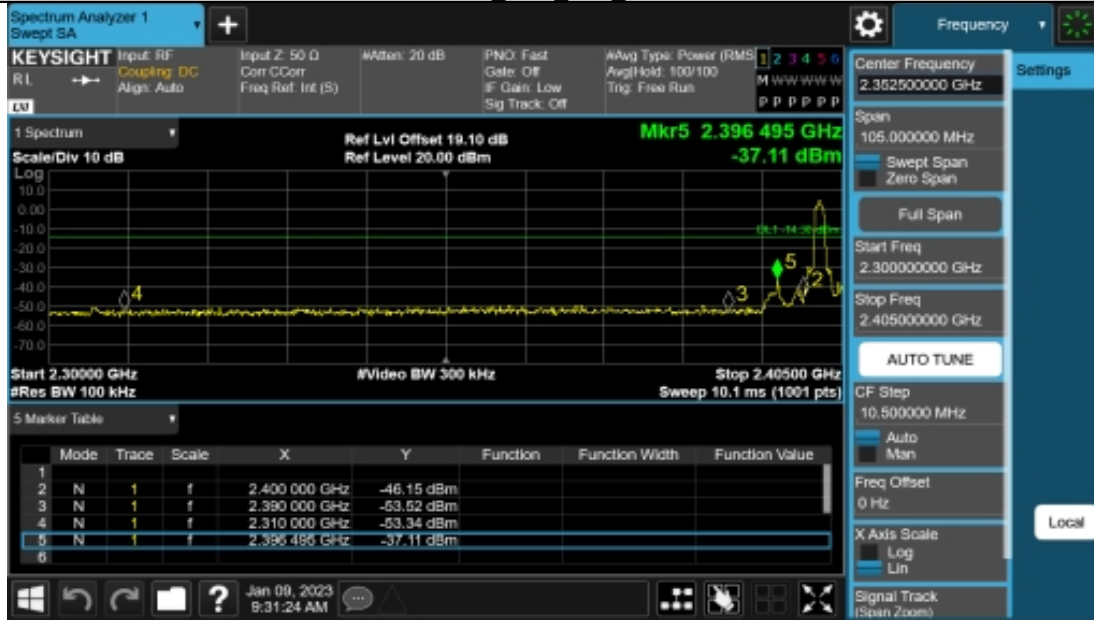 Spectrum Analyzer 1
Swept SA
+
Frequency
KEYSIGHT
RL
LXI
Input: RF
Coupling: DC
Align: Auto
Input Z: 50 Ω
Corr CCorr
Freq Ref: Int (S)
#Atten: 20 dB
PNO: Fast
Gate: Off
IF Gain: Low
Sig Track: Off
#Avg Type: Power (RMS
Avg|Hold: 100/100
Trig: Free Run
1 2 3 4 5 6
M W W W W W
P P P P P P
1 Spectrum
Scale/Div 10 dB
Ref Lvl Offset 19.10 dB
Ref Level 20.00 dBm
Mkr5 2.396 495 GHz
-37.11 dBm
Log
10.0
0.00
-10.0
-20.0
-30.0
-40.0
-50.0
-60.0
-70.0
DL1 -14.30 dBm
5
2
3
4
Start 2.30000 GHz
#Res BW 100 kHz
#Video BW 300 kHz
Stop 2.40500 GHz
Sweep 10.1 ms (1001 pts)
5 Marker Table
Mode Trace Scale X Y Function Function Width Function Value
1
2 N 1 f 2.400 000 GHz -46.15 dBm
3 N 1 f 2.390 000 GHz -53.52 dBm
4 N 1 f 2.310 000 GHz -53.34 dBm
5 N 1 f 2.396 495 GHz -37.11 dBm
6
Jan 09, 2023
9:31:24 AM
?
Center Frequency
2.352500000 GHz
Settings
Span
105.000000 MHz
Swept Span
Zero Span
Full Span
Start Freq
2.300000000 GHz
Stop Freq
2.405000000 GHz
AUTO TUNE
CF Step
10.500000 MHz
Auto
Man
Freq Offset
0 Hz
Local
X Axis Scale
Log
Lin
Signal Track
(Span Zoom)